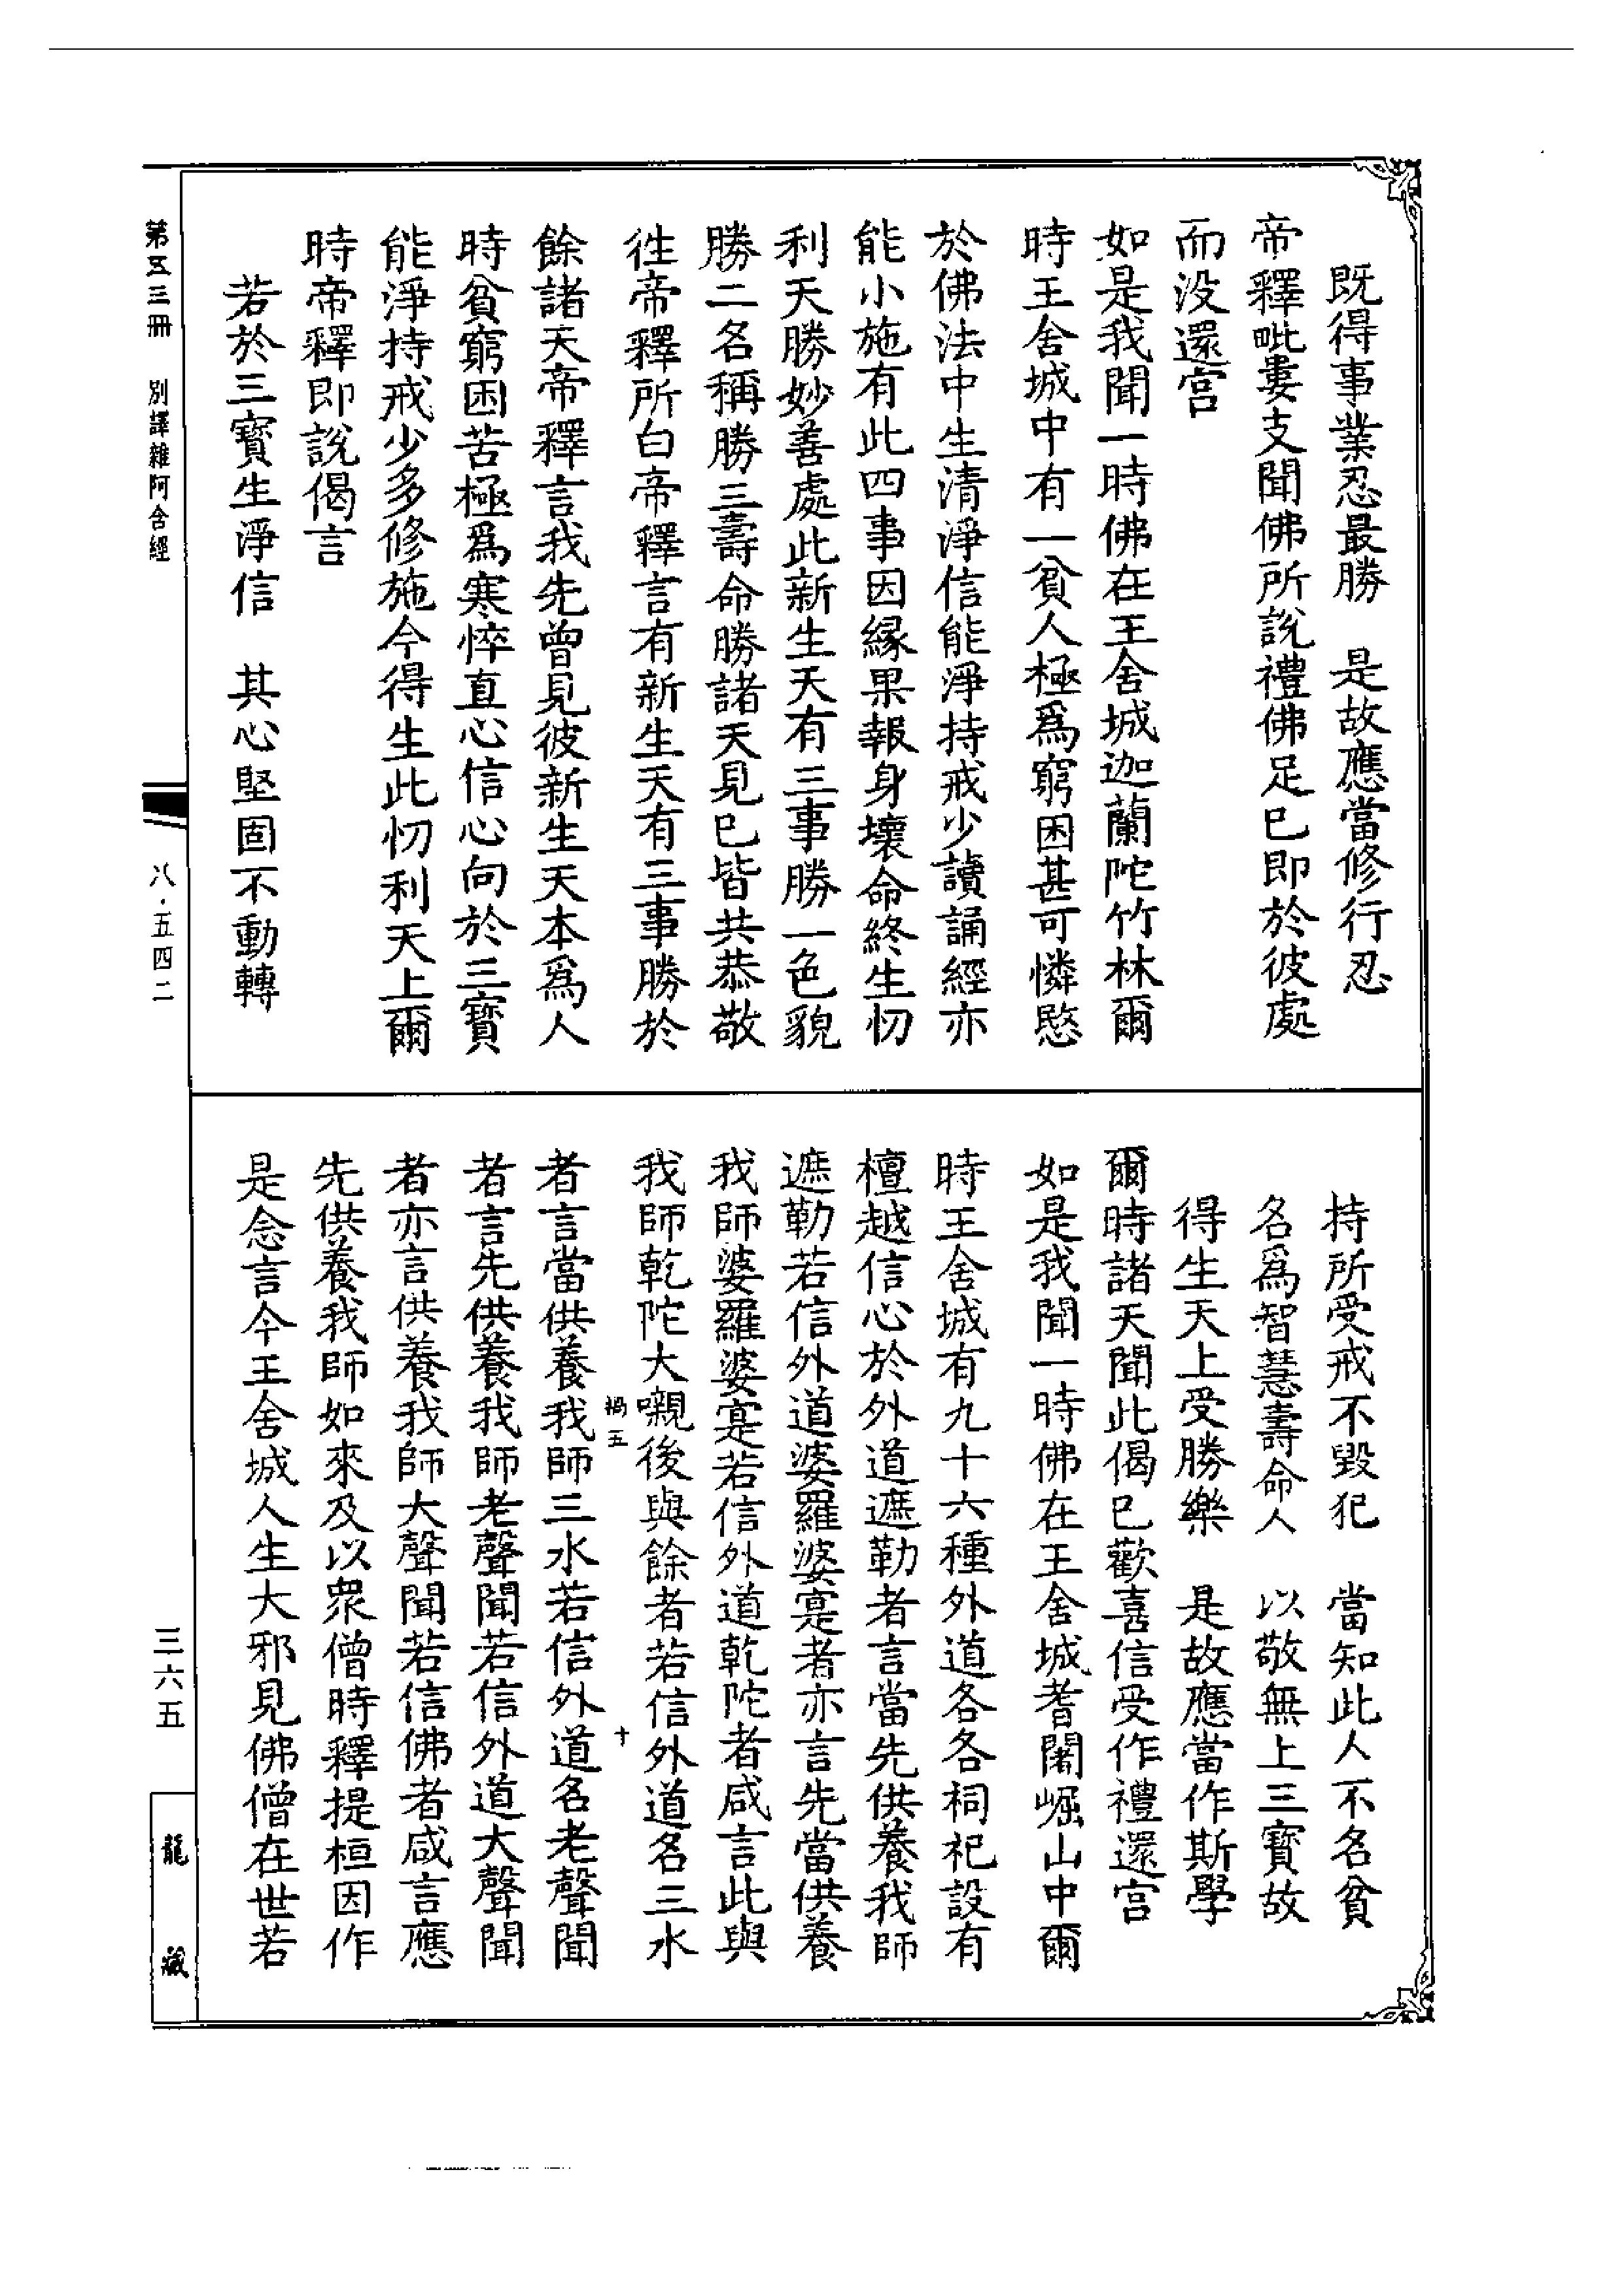 既得事業忍最勝　是故應當修行忍
帝釋毗婁支聞佛所說禮佛足已即於彼處
而没還宫
如是我聞一時佛在王舍城迦蘭陀竹林爾
時王舍城中有一貧人極爲窮困甚可憐愍
於佛法中生清淨信能淨持戒少讀誦經亦
能小施有此四事因緣果報身壞命終生忉
利天勝妙善處此新生天有三事勝一色貌
勝二名稱勝三壽命勝諸天見已皆共恭敬
徃帝釋所白帝釋言有新生天有三事勝於
餘諸天帝釋言我先曾見彼新生天本爲人
時貧窮困苦極爲寒悴直心信心向於三寶
能淨持戒少多修施今得生此忉利天上爾
時帝釋即說偈言
若於三寶生淨信　其心堅固不動轉
持所受戒不毀犯　當知此人不名貧
名爲智慧壽命人　以敬無上三寶故
得生天上受勝樂　是故應當作斯學
爾時諸天聞此偈已歡喜信受作禮還宫
如是我聞一時佛在王舍城耆闍崛山中爾
時王舍城有九十六種外道各各祠祀設有
檀越信心於外道遮勒者言當先供養我師
遮勒若信外道婆羅婆寔者亦言先當供養
我師婆羅婆寔若信外道乾陀者咸言此與
我師乾陀大嚫後與餘者若信外道名三水
者言當供養我師三水若信外道名老聲聞
者言先供養我師老聲聞若信外道大聲聞
者亦言供養我師大聲聞若信佛者咸言應
先供養我師如來及以衆僧時釋提桓因作
是念言今王舍城人生大邪見佛僧在世若
五
十
第五三冊　別譯雜阿含經
八·五四二
三六五
龍藏